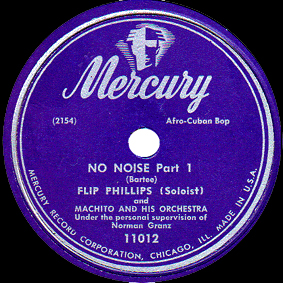 Mercury
(2154) Afro-Cuban Bop
NO NOISE Part 1
(Bartee)
FLIP PHILLIPS (Soloist)
and
MACHITO AND HIS ORCHESTRA
Under the personal supervision of
Norman Granz
11012
MERCURY RECORD CORPORATION, CHICAGO, ILL. MADE IN U.S.A.